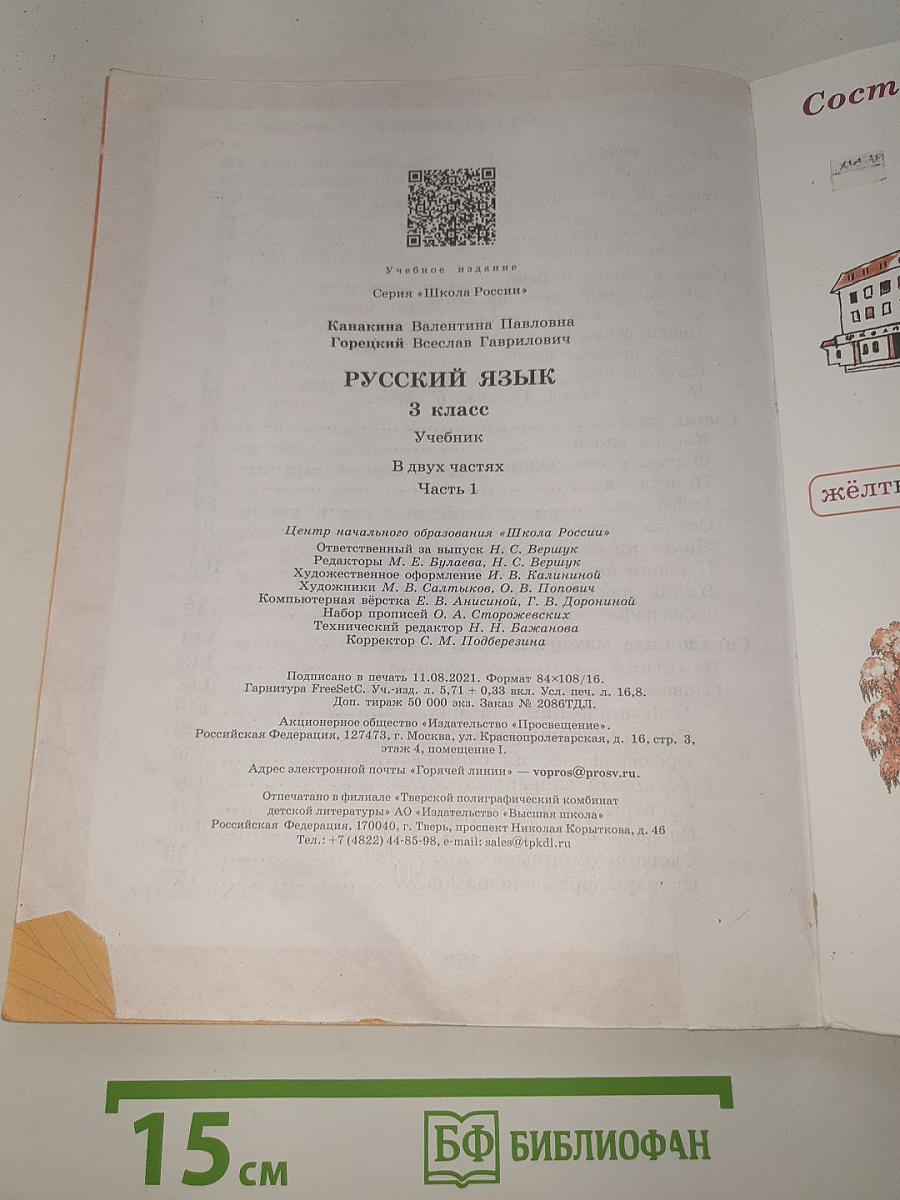 Учебное издание
Серия «Школа России»
Канакина Валентина Павловна
Горецкий Всеслав Гаврилович
РУССКИЙ ЯЗЫК
3 класс
Учебник
В двух частях
Часть 1
Центр начального образования «Школа России»
Ответственный за выпуск Н. С. Вершук
Редакторы М. Е. Булаева, Н. С. Вершук
Художественное оформление И. В. Калининой
Художники М. В. Салтыков, О. В. Попович
Компьютерная вёрстка Е. В. Анисиной, Г. В. Дорониной
Набор прописей О. А. Сторожевских
Технический редактор Н. Н. Бажанова
Корректор С. М. Подберезина
Подписано в печать 11.08.2021. Формат 84×108/16.
Гарнитура FreeSetC. Уч.-изд. л. 5,71 + 0,33 вкл. Усл. печ. л. 16,8.
Доп. тираж 50 000 экз. Заказ № 2086ТДЛ.
Акционерное общество «Издательство «Просвещение».
Российская Федерация, 127473, г. Москва, ул. Краснопролетарская, д. 16, стр. 3,
этаж 4, помещение I.
Адрес электронной почты «Горячей линии» — vopros@prosv.ru.
Отпечатано в филиале «Тверской полиграфический комбинат
детской литературы» АО «Издательство «Высшая школа»
Российская Федерация, 170040, г. Тверь, проспект Николая Корыткова, д. 46
Тел.: +7 (4822) 44-85-98, e-mail: sales@tpkdl.ru
Сост
жёлты
15 см
БФ БИБЛИОФАН